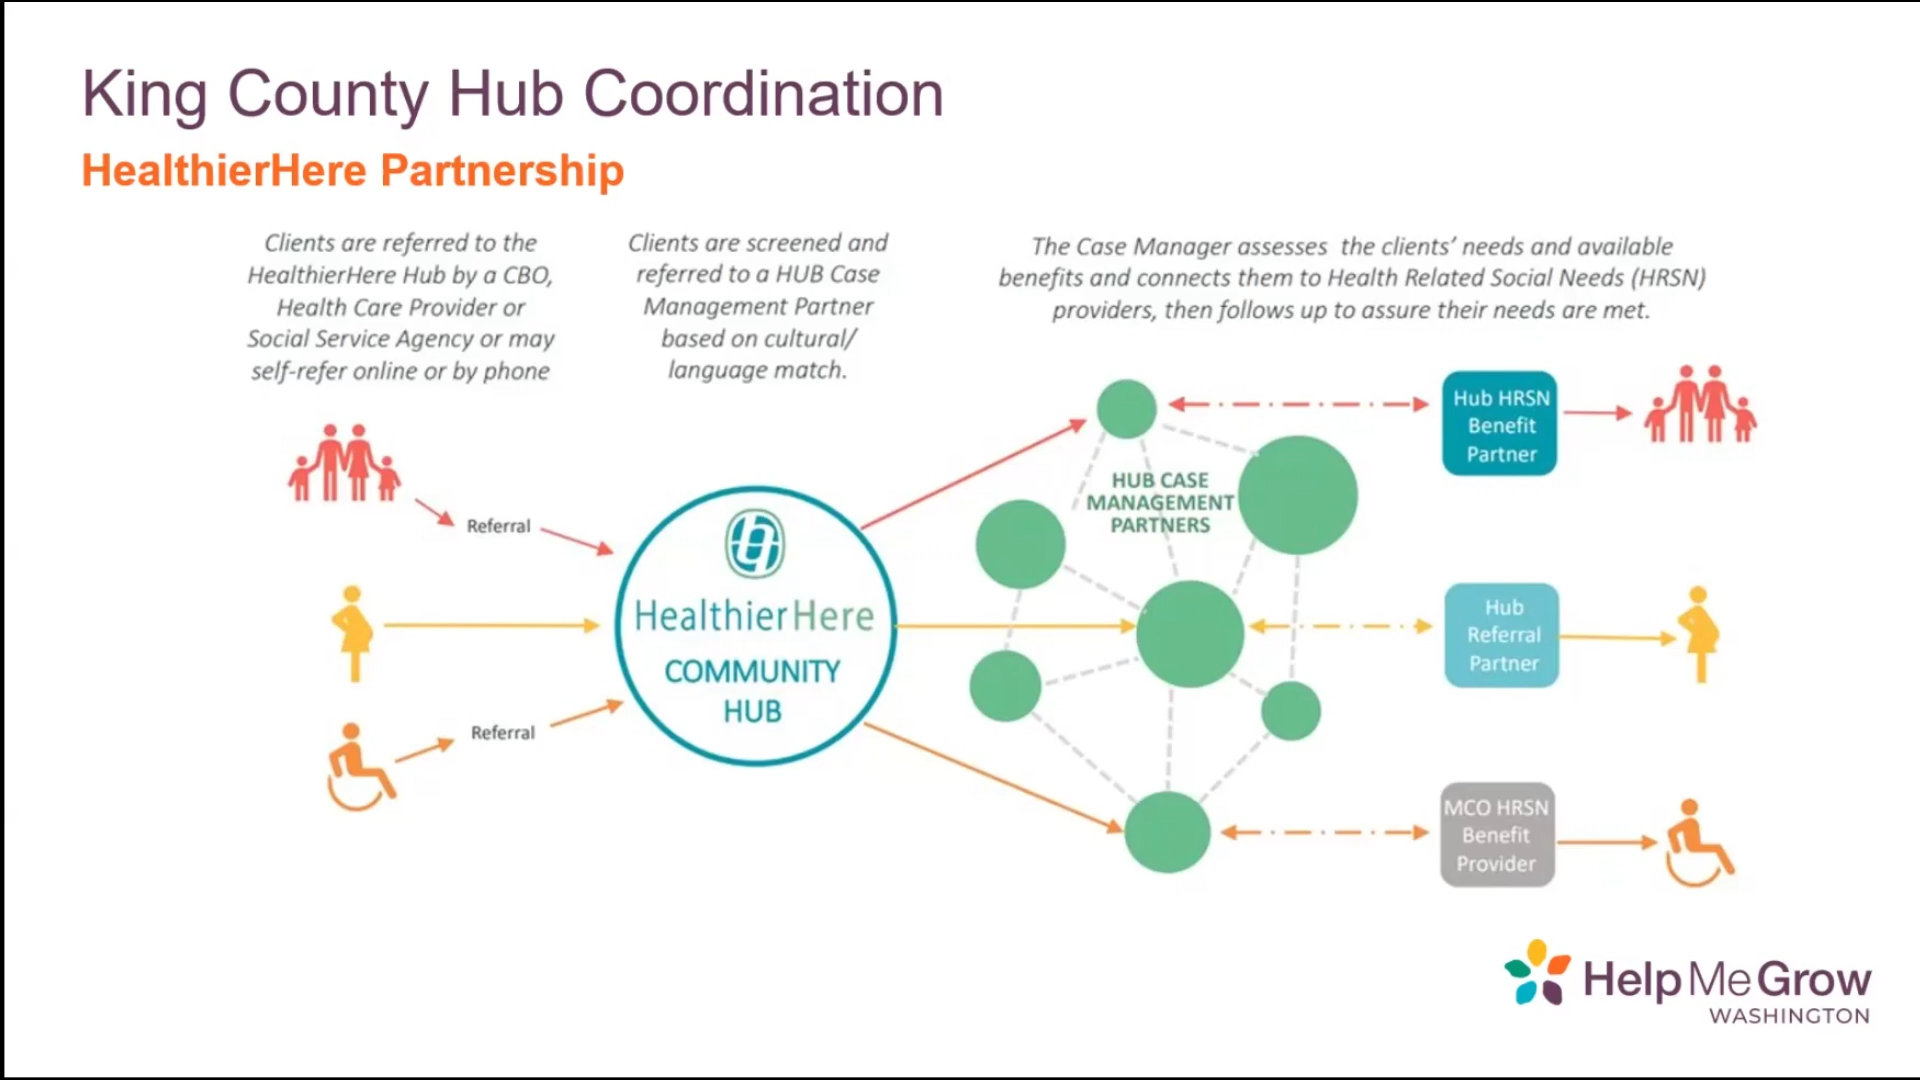 King County Hub Coordination
HealthierHere Partnership
Clients are referred to the
HealthierHere Hub by a CBO,
Health Care Provider or
Social Service Agency or may
self-refer online or by phone
Clients are screened and
referred to a HUB Case
Management Partner
based on cultural/
language match.
The Case Manager assesses the clients' needs and available
benefits and connects them to Health Related Social Needs (HRSN)
providers, then follows up to assure their needs are met.
Referral
Referral
HealthierHere
COMMUNITY
HUB
HUB CASE
MANAGEMENT
PARTNERS
Hub HRSN
Benefit
Partner
Hub
Referral
Partner
MCO HRSN
Benefit
Provider
Help Me Grow
WASHINGTON